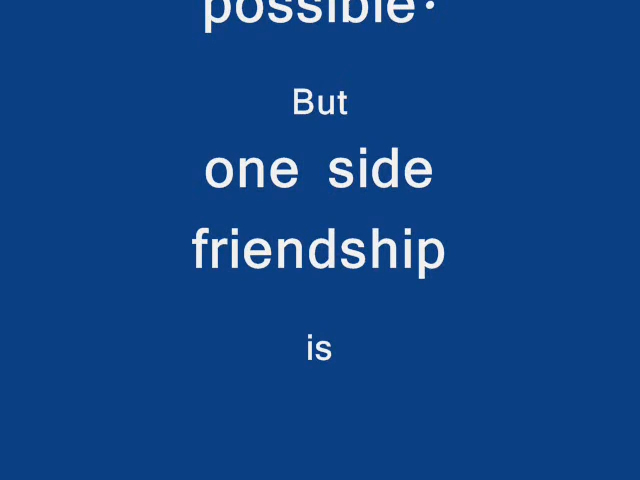 possible.
But
one side
friendship
is